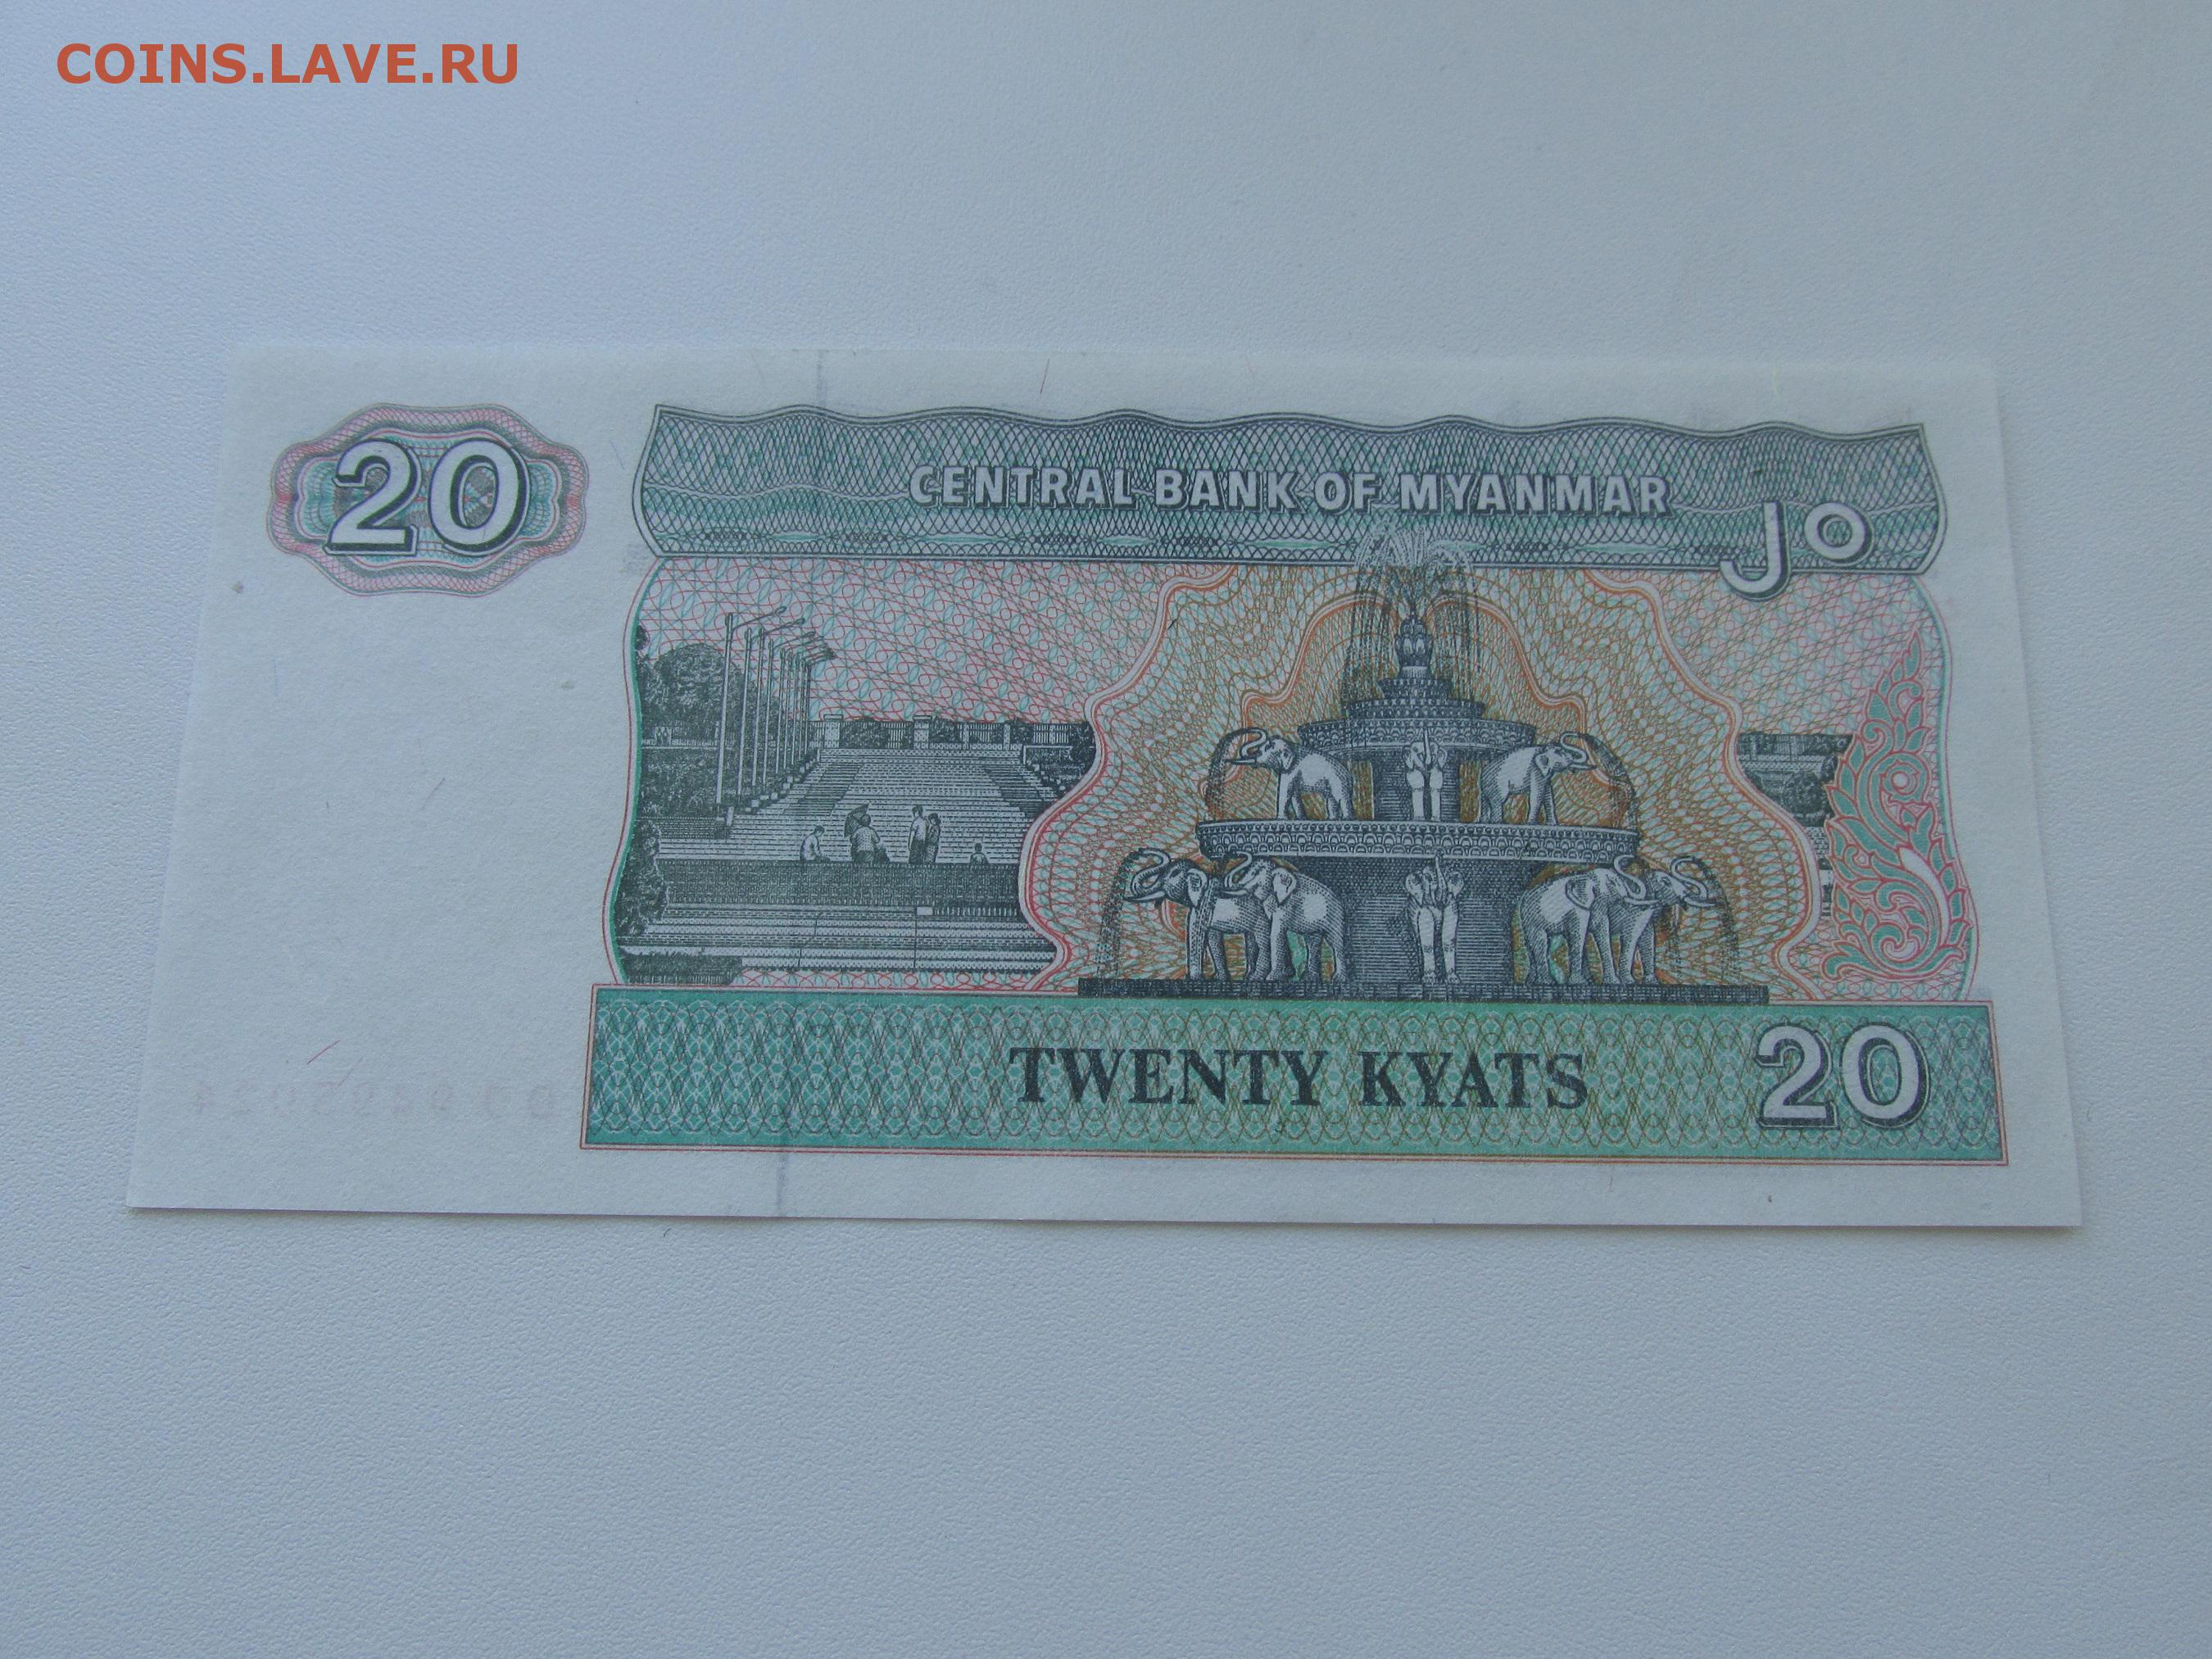 COINS.LAVE.RU
20
CENTRAL BANK OF MYANMAR
၂၀
TWENTY KYATS
20